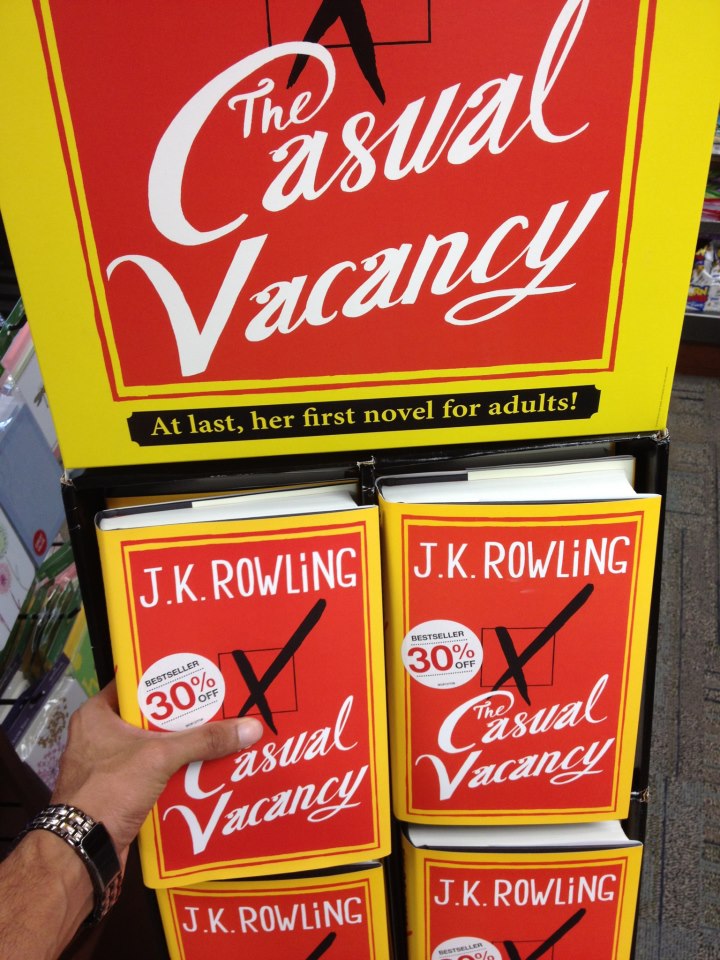 The
Casual
Vacancy
At last, her first novel for adults!
J.K. ROWLiNG
BESTSELLER
30%
OFF
Casual
Vacancy
J.K. ROWLiNG
BESTSELLER
30%
OFF
The
Casual
Vacancy
J.K. ROWLiNG
J.K. ROWLiNG
BESTSELLER